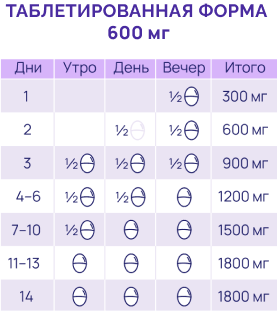 ТАБЛЕТИРОВАННАЯ ФОРМА
600 мг
Дни Утро День Вечер Итого
1 ½ 300 мг
2 ½ ½ 600 мг
3 ½ ½ ½ 900 мг
4–6 ½ ½ 1200 мг
7–10 ½ 1500 мг
11–13 1800 мг
14 1800 мг